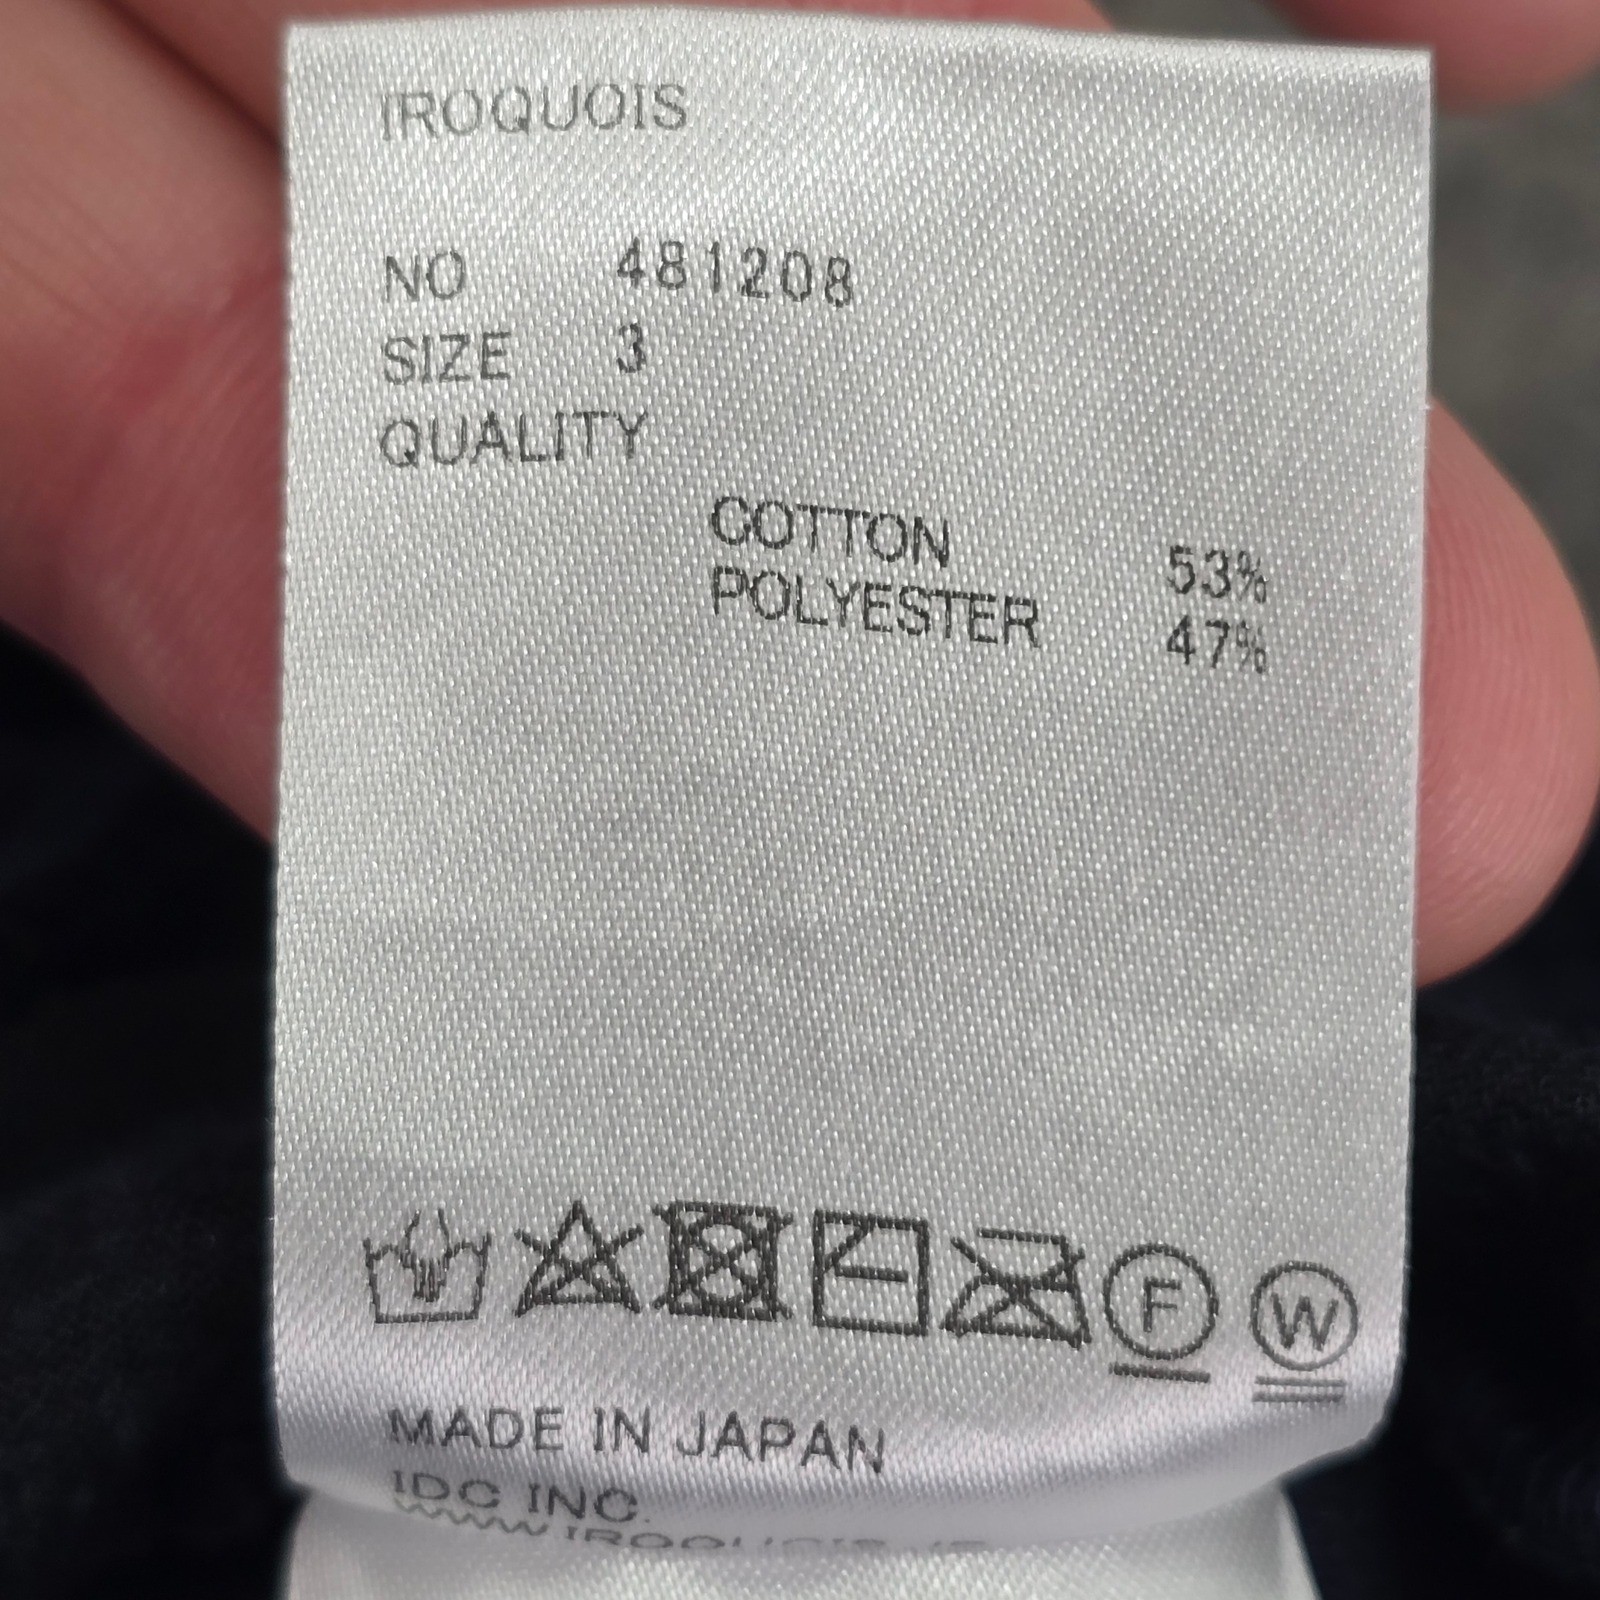 IROQUOIS
NO 481208
SIZE 3
QUALITY
COTTON 53%
POLYESTER 47%
F W
MADE IN JAPAN
IDC INC.